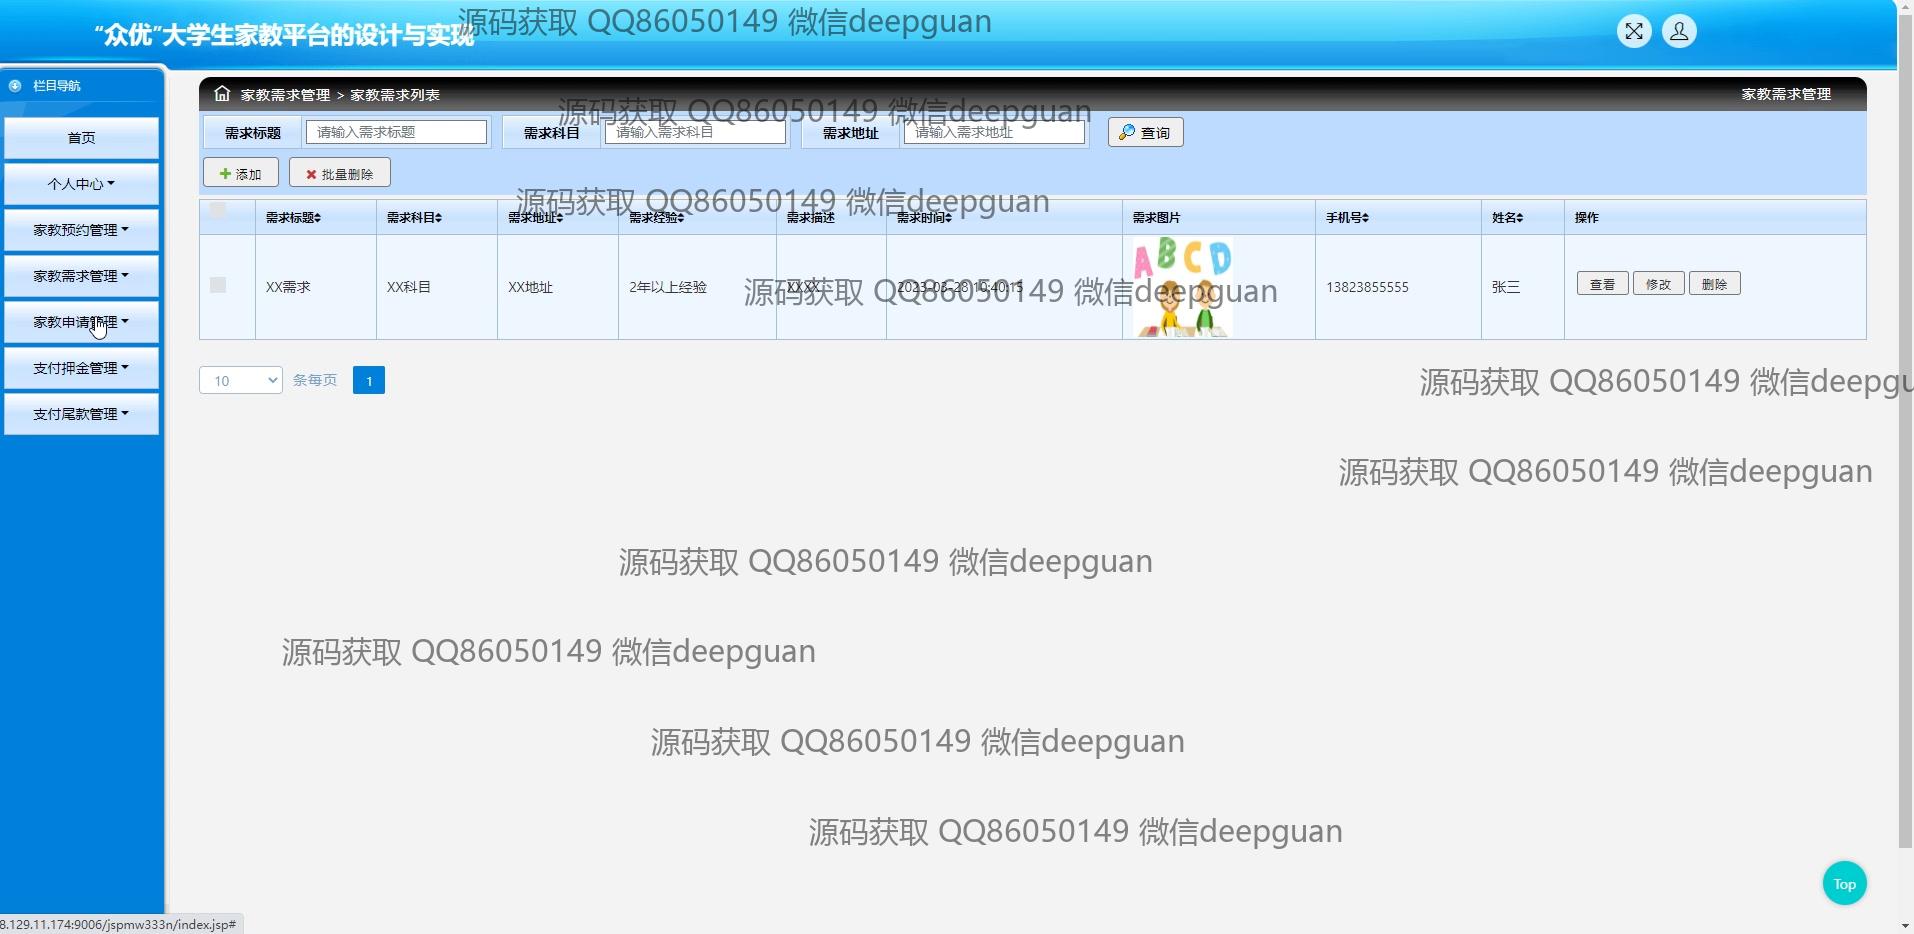 “众优”大学生家教平台的设计与实现
源码获取 QQ86050149 微信deepguan
栏目导航
首页
个人中心
家教预约管理
家教需求管理
家教申请管理
支付押金管理
支付尾款管理
家教需求管理 > 家教需求列表
家教需求管理
源码获取 QQ86050149 微信deepguan
需求标题 请输入需求标题 需求科目 请输入需求科目 需求地址 请输入需求地址 查询
添加 批量删除
源码获取 QQ86050149 微信deepguan
需求标题 需求科目 需求地址 需求经验 需求描述 需求时间 需求图片 手机号 姓名 操作
XX需求 XX科目 XX地址 2年以上经验 XXXX 2023-03-28 10:40:15 ABCD 13823855555 张三 查看 修改 删除
源码获取 QQ86050149 微信deepguan
10 条每页 1
源码获取 QQ86050149 微信deepgu
源码获取 QQ86050149 微信deepguan
源码获取 QQ86050149 微信deepguan
源码获取 QQ86050149 微信deepguan
源码获取 QQ86050149 微信deepguan
源码获取 QQ86050149 微信deepguan
Top
8.129.11.174:9006/jspmw333n/index.jsp#